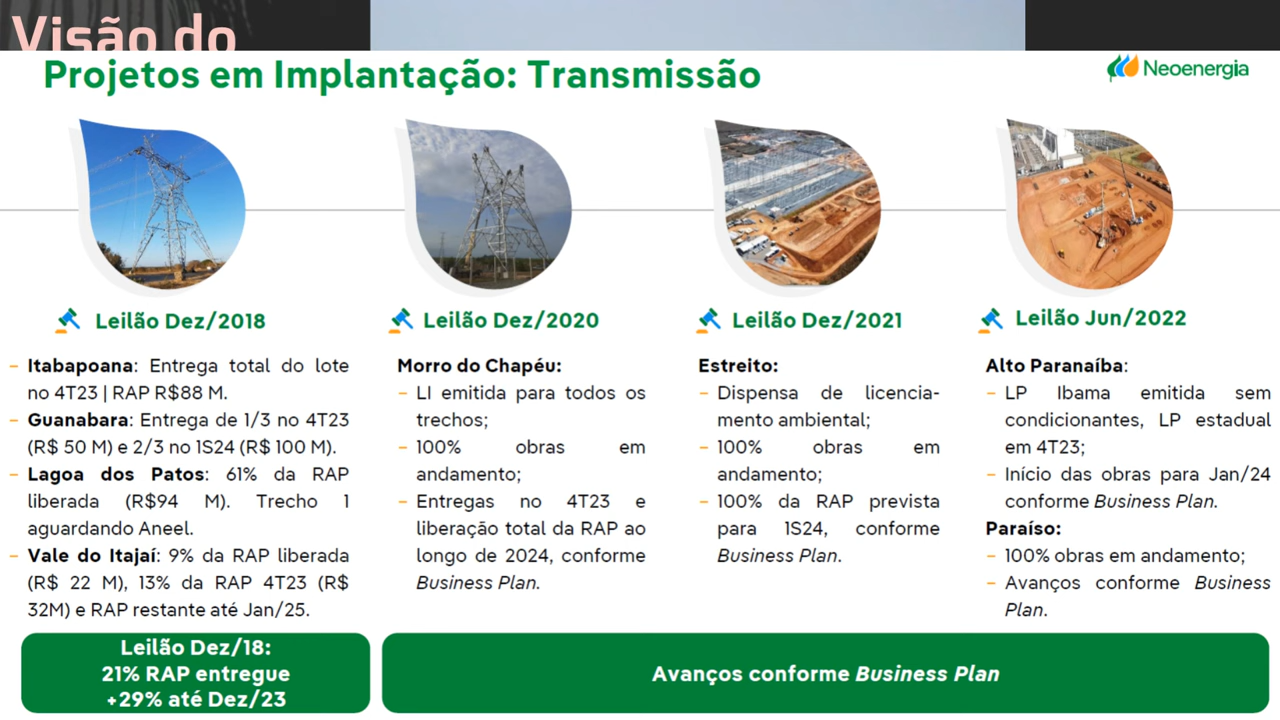 Visão do
Projetos em Implantação: Transmissão
Neoenergia
Leilão Dez/2018
– Itabapoana: Entrega total do lote
no 4T23 | RAP R$88 M.
– Guanabara: Entrega de 1/3 no 4T23
(R$ 50 M) e 2/3 no 1S24 (R$ 100 M).
– Lagoa dos Patos: 61% da RAP
liberada (R$94 M). Trecho 1
aguardando Aneel.
– Vale do Itajaí: 9% da RAP liberada
(R$ 22 M), 13% da RAP 4T23 (R$
32M) e RAP restante até Jan/25.
Leilão Dez/18:
21% RAP entregue
+29% até Dez/23
Leilão Dez/2020
Morro do Chapéu:
– LI emitida para todos os
trechos;
– 100% obras em
andamento;
– Entregas no 4T23 e
liberação total da RAP ao
longo de 2024, conforme
Business Plan.
Leilão Dez/2021
Estreito:
– Dispensa de licencia-
mento ambiental;
– 100% obras em
andamento;
– 100% da RAP prevista
para 1S24, conforme
Business Plan.
Leilão Jun/2022
Alto Paranaíba:
– LP Ibama emitida sem
condicionantes, LP estadual
em 4T23;
– Início das obras para Jan/24
conforme Business Plan.
Paraíso:
– 100% obras em andamento;
– Avanços conforme Business
Plan.
Avanços conforme Business Plan